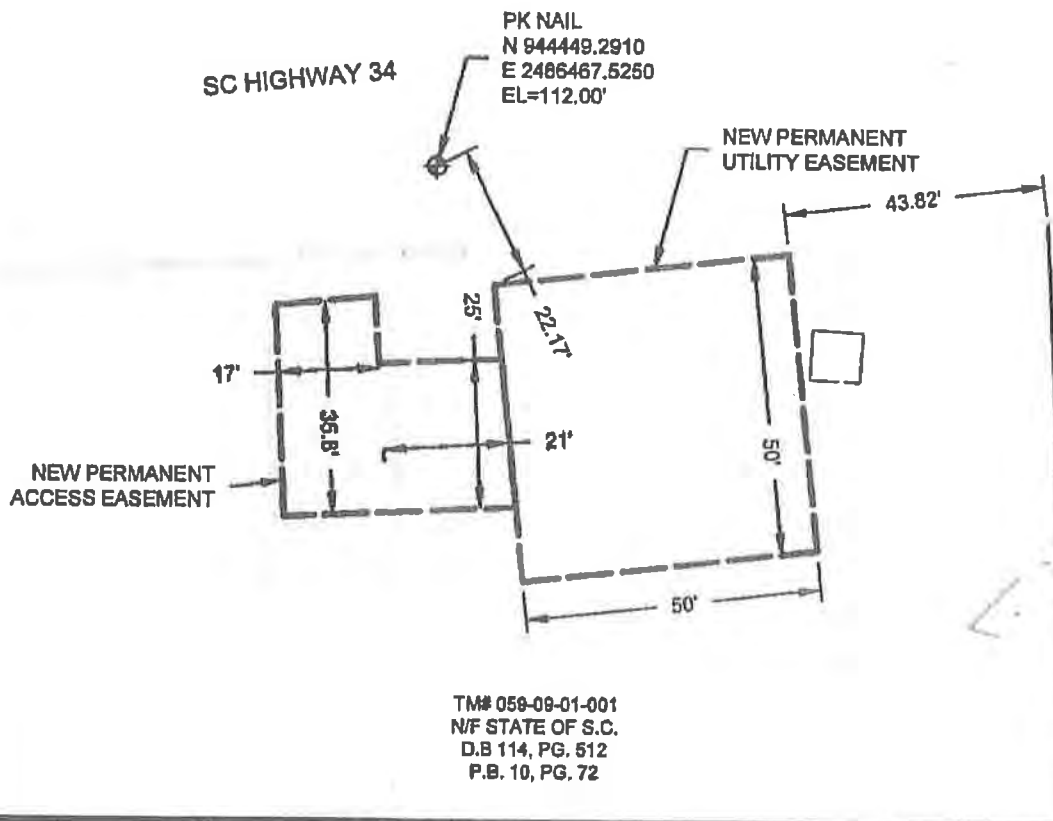 PK NAIL
N 944449.2910
E 2486467.5250
EL=112.00'
SC HIGHWAY 34
NEW PERMANENT
UTILITY EASEMENT
43.82'
25'
22.17'
17'
35.8'
21'
50'
NEW PERMANENT
ACCESS EASEMENT
50'
TM# 059-09-01-001
N/F STATE OF S.C.
D.B 114, PG. 512
P.B. 10, PG. 72